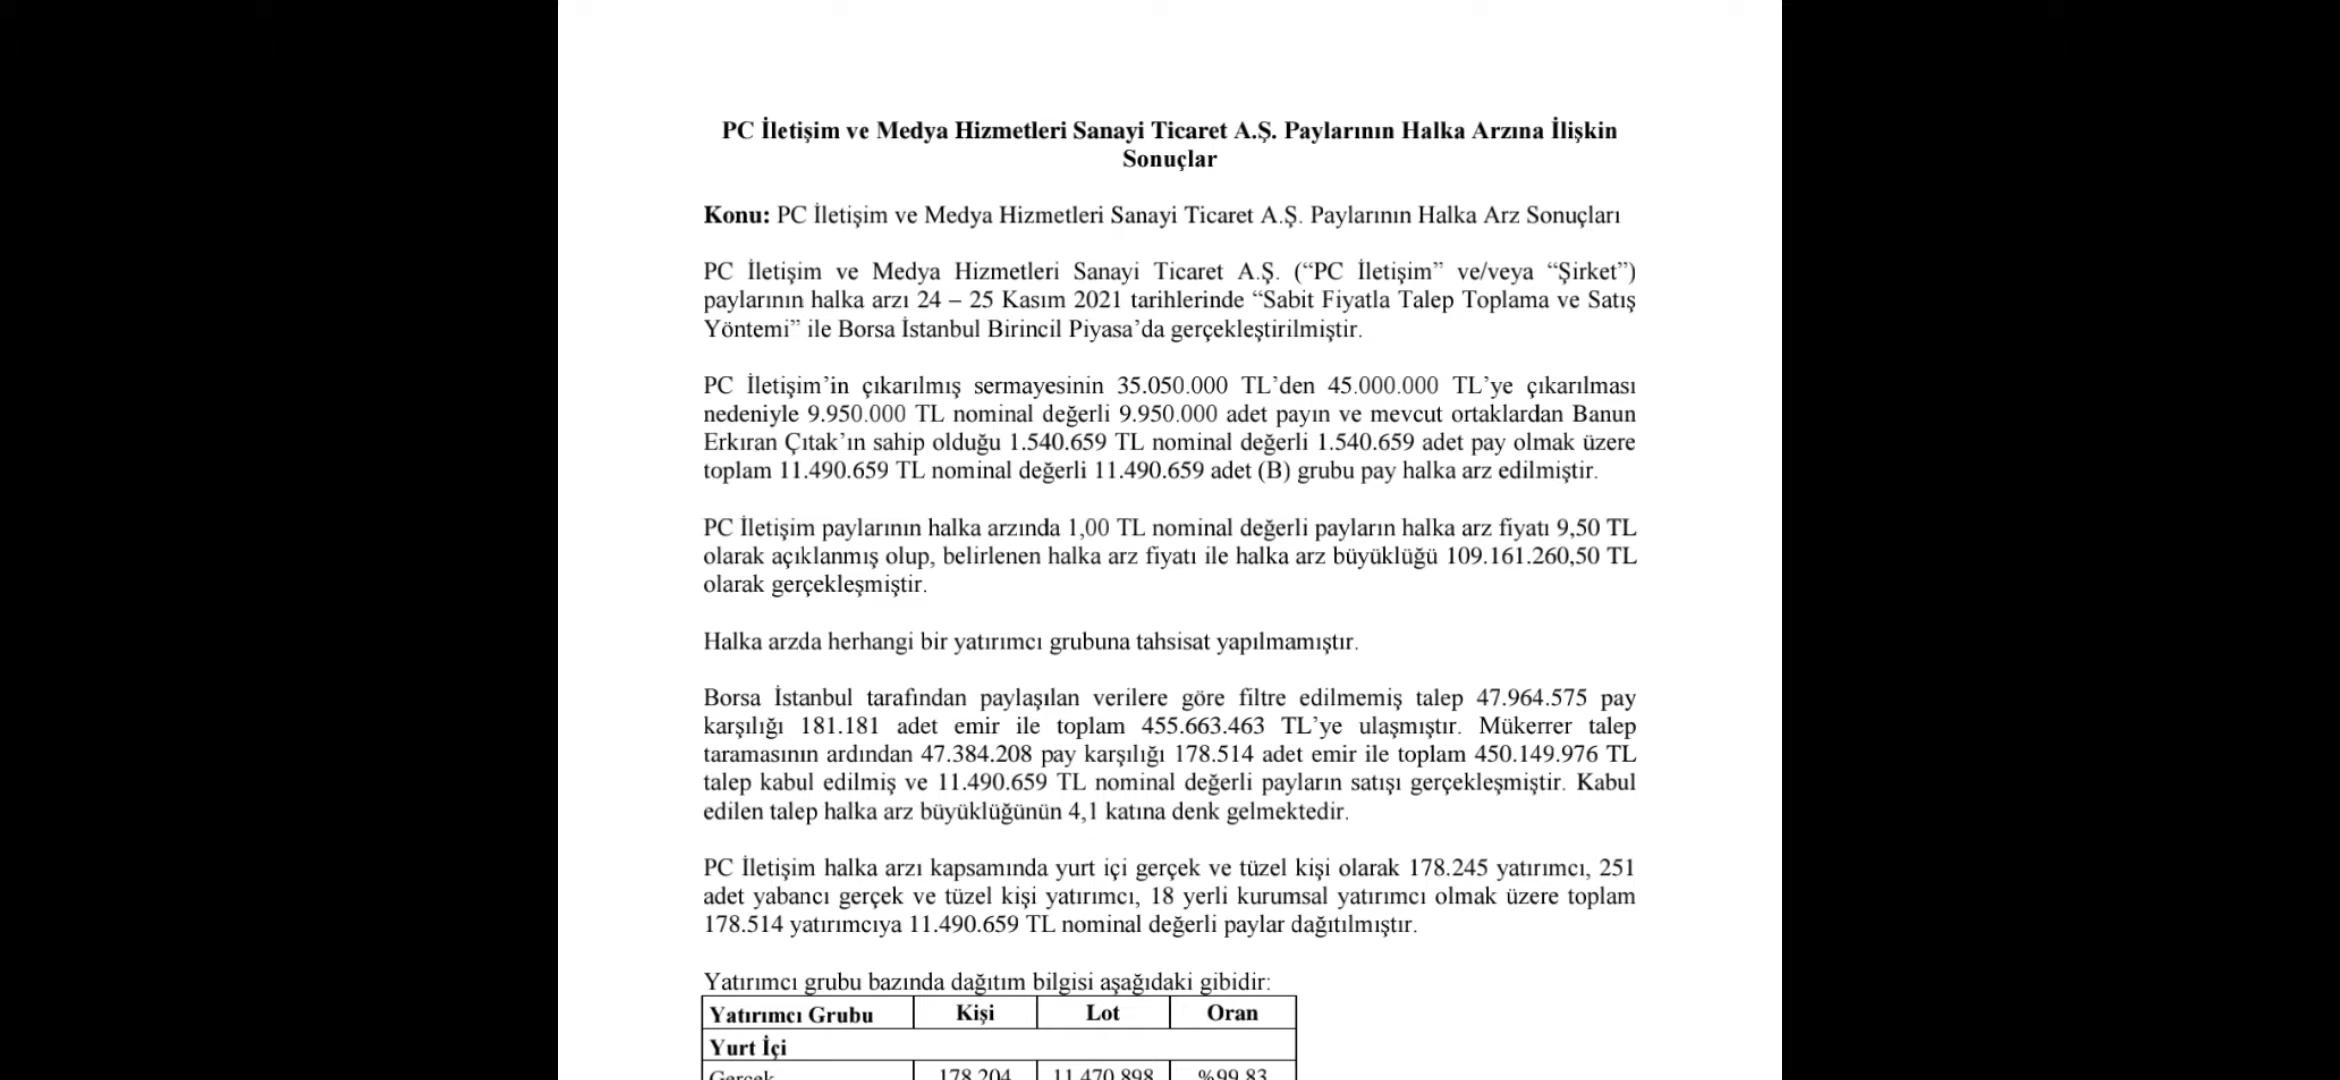 PC İletişim ve Medya Hizmetleri Sanayi Ticaret A.Ş. Paylarının Halka Arzına İlişkin
Sonuçlar
Konu: PC İletişim ve Medya Hizmetleri Sanayi Ticaret A.Ş. Paylarının Halka Arz Sonuçları
PC İletişim ve Medya Hizmetleri Sanayi Ticaret A.Ş. (“PC İletişim” ve/veya “Şirket”)
paylarının halka arzı 24 – 25 Kasım 2021 tarihlerinde “Sabit Fiyatla Talep Toplama ve Satış
Yöntemi” ile Borsa İstanbul Birincil Piyasa’da gerçekleştirilmiştir.
PC İletişim’in çıkarılmış sermayesinin 35.050.000 TL’den 45.000.000 TL’ye çıkarılması
nedeniyle 9.950.000 TL nominal değerli 9.950.000 adet payın ve mevcut ortaklardan Banun
Erkıran Çıtak’ın sahip olduğu 1.540.659 TL nominal değerli 1.540.659 adet pay olmak üzere
toplam 11.490.659 TL nominal değerli 11.490.659 adet (B) grubu pay halka arz edilmiştir.
PC İletişim paylarının halka arzında 1,00 TL nominal değerli payların halka arz fiyatı 9,50 TL
olarak açıklanmış olup, belirlenen halka arz fiyatı ile halka arz büyüklüğü 109.161.260,50 TL
olarak gerçekleşmiştir.
Halka arzda herhangi bir yatırımcı grubuna tahsisat yapılmamıştır.
Borsa İstanbul tarafından paylaşılan verilere göre filtre edilmemiş talep 47.964.575 pay
karşılığı 181.181 adet emir ile toplam 455.663.463 TL’ye ulaşmıştır. Mükerrer talep
taramasının ardından 47.384.208 pay karşılığı 178.514 adet emir ile toplam 450.149.976 TL
talep kabul edilmiş ve 11.490.659 TL nominal değerli payların satışı gerçekleşmiştir. Kabul
edilen talep halka arz büyüklüğünün 4,1 katına denk gelmektedir.
PC İletişim halka arzı kapsamında yurt içi gerçek ve tüzel kişi olarak 178.245 yatırımcı, 251
adet yabancı gerçek ve tüzel kişi yatırımcı, 18 yerli kurumsal yatırımcı olmak üzere toplam
178.514 yatırımcıya 11.490.659 TL nominal değerli paylar dağıtılmıştır.
Yatırımcı grubu bazında dağıtım bilgisi aşağıdaki gibidir:
Yatırımcı Grubu Kişi Lot Oran
Yurt İçi
Gerçek 178.204 11.470.898 %99,83